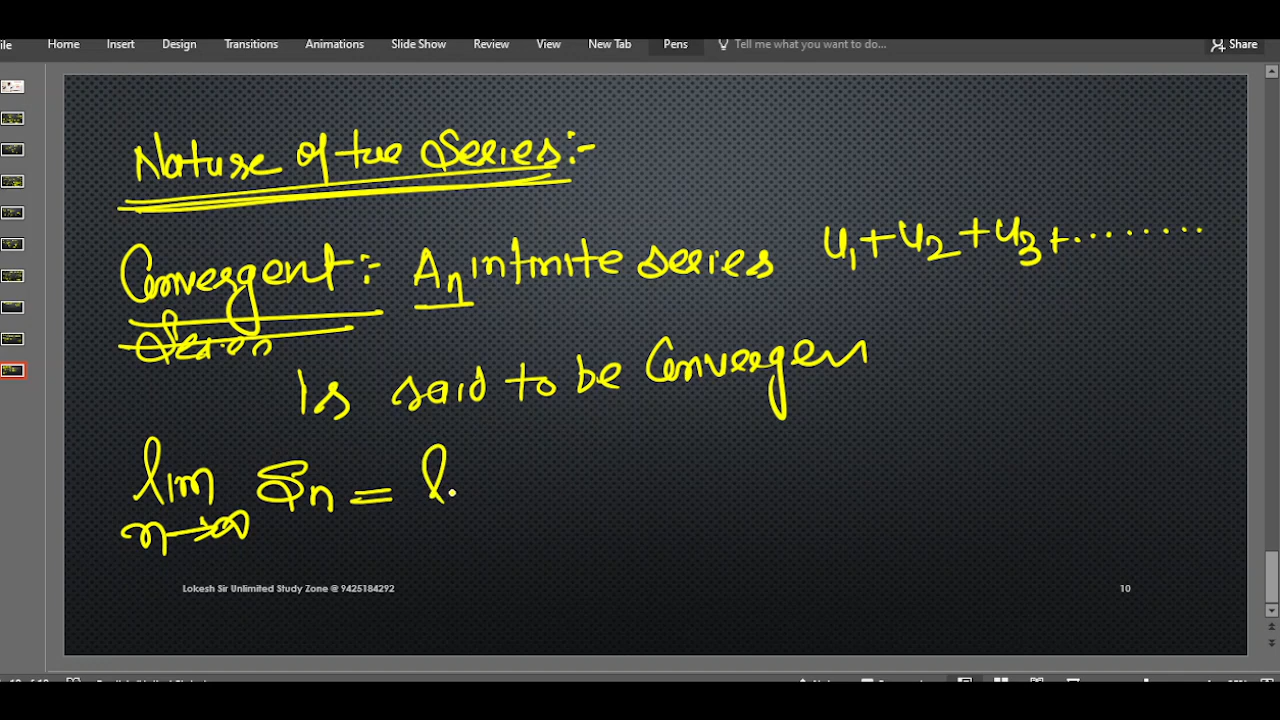 File Home Insert Design Transitions Animations Slide Show Review View New Tab Pens Tell me what you want to do... Share
Nature of the Series:-
Convergent:- An infinite series u1+u2+u3+.........
Series
Is said to be Convergen
lim Sn = l
n→∞
Lokesh Sir Unlimited Study Zone @ 9425184292 10